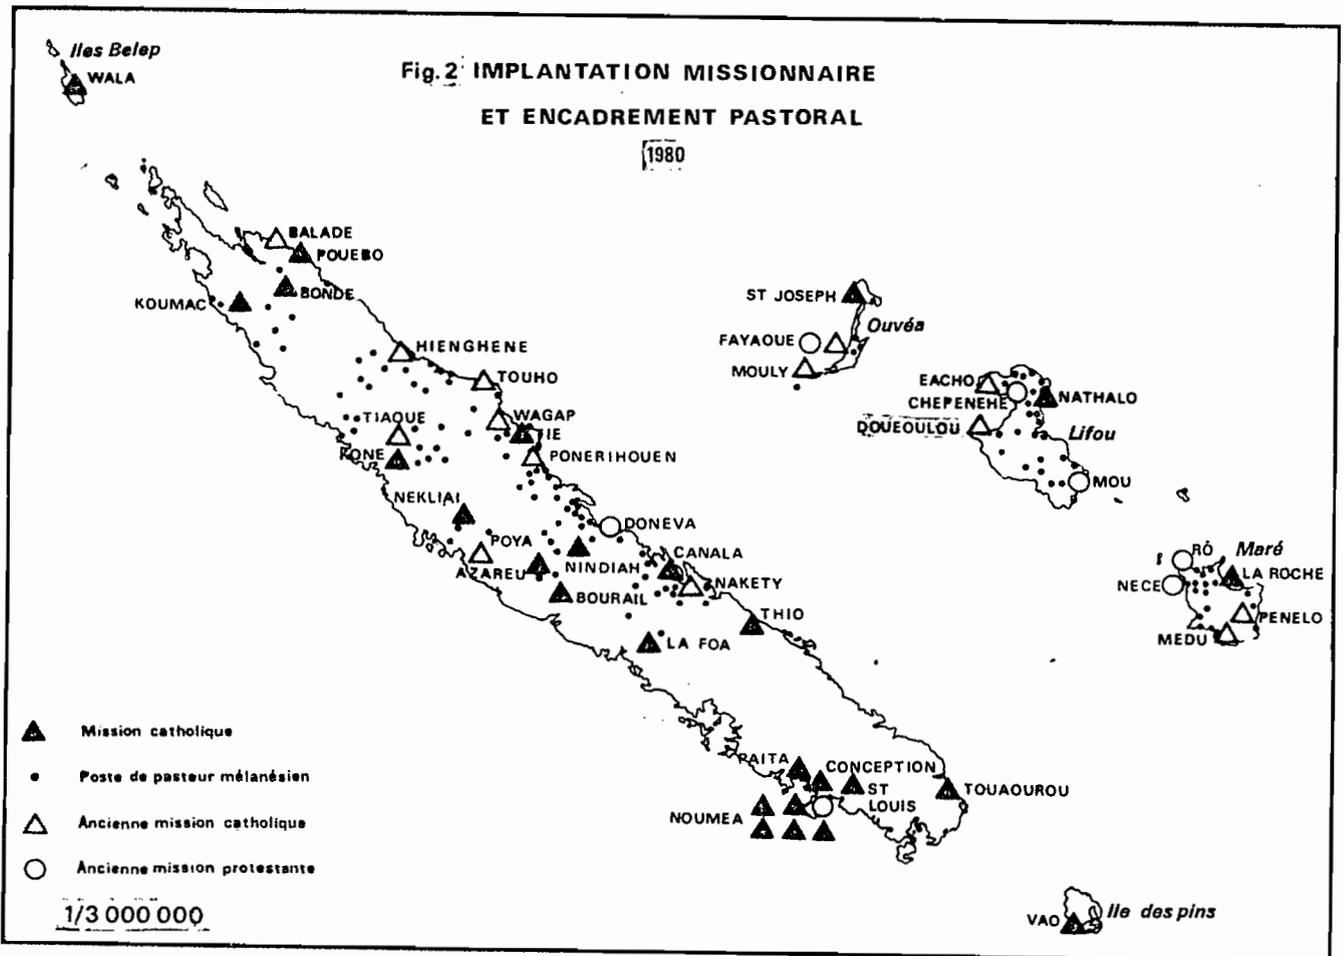 Iles Belep
WALA
Fig. 2 IMPLANTATION MISSIONNAIRE
ET ENCADREMENT PASTORAL
1980
BALADE
POUEBO
BONDE
KOUMAC
HIENGHENE
TOUHO
TIAOUE
WAGAP
TIE
KONE
PONERIHOUEN
NEKLIAI
POYA
DONEVA
AZAREU
NINDIAH
CANALA
NAKETY
BOURAIL
THIO
LA FOA
ST JOSEPH
Ouvéa
FAYAOUE
MOULY
EACHO
CHEPENEHE
NATHALO
DOUEOULOU
Lifou
MOU
RÔ
Maré
LA ROCHE
NECE
PENELO
MEDU
PAITA
CONCEPTION
ST
LOUIS
TOUAOUROU
NOUMEA
VAO
Ile des pins
Mission catholique
Poste de pasteur mélanésien
Ancienne mission catholique
Ancienne mission protestante
1/3 000 000